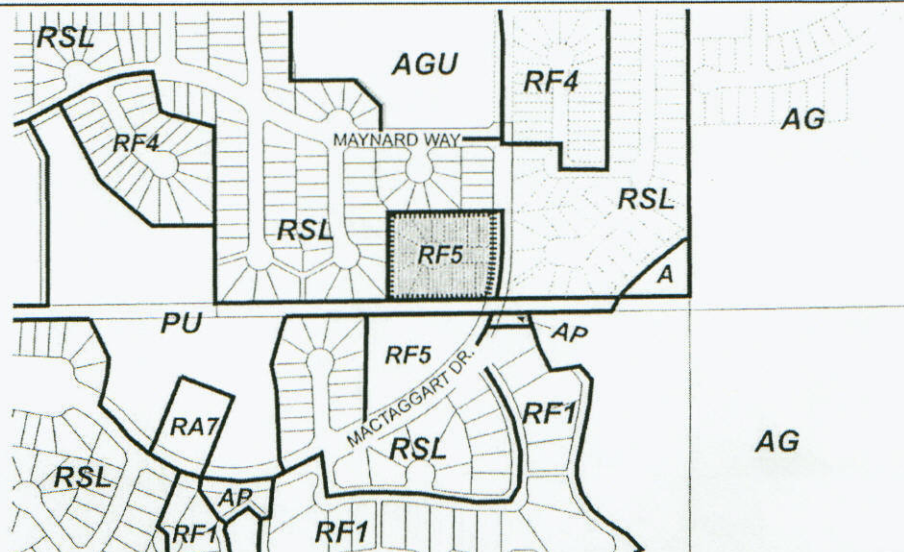 RSL
AGU
RF4
AG
RF4
MAYNARD WAY
RSL
RSL
RF5
A
PU
AP
RF5
MACTAGGART DR.
RA7
RF1
RSL
AG
RSL
AP
RF1
RF1